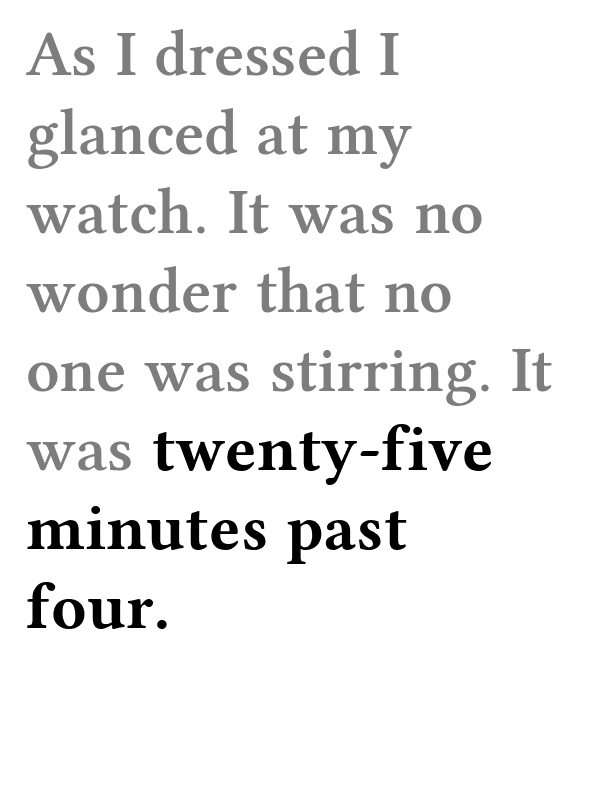 As I dressed I
glanced at my
watch. It was no
wonder that no
one was stirring. It
was twenty-five
minutes past
four.